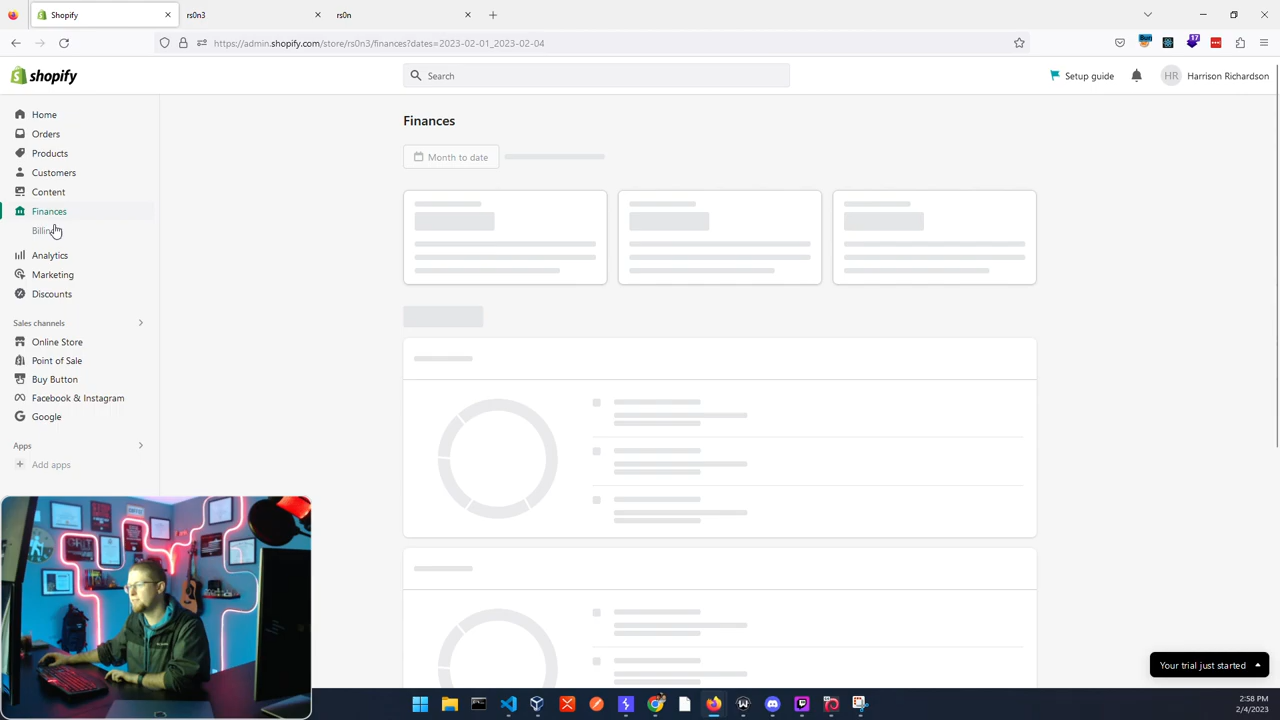 Shopify
rs0n3
rs0n
https://admin.shopify.com/store/rs0n3/finances?dates=2023-02-01_2023-02-04
17
shopify
Search
Setup guide
HR
Harrison Richardson
Home
Orders
Products
Customers
Content
Finances
Billing
Analytics
Marketing
Discounts
Sales channels
Online Store
Point of Sale
Buy Button
Facebook & Instagram
Google
Apps
Add apps
Finances
Month to date
Your trial just started
2:58 PM
2/4/2023